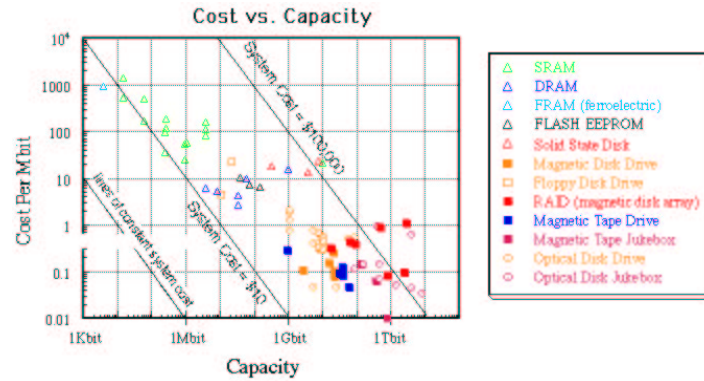 Cost vs. Capacity
Cost Per Mbit
10⁴
1000
100
10
1
0.1
0.01
1Kbit
1Mbit
1Gbit
1Tbit
Capacity
System Cost = $100,000
System Cost = $10
lines of constant system cost
SRAM
DRAM
FRAM (ferroelectric)
FLASH EEPROM
Solid State Disk
Magnetic Disk Drive
Floppy Disk Drive
RAID (magnetic disk array)
Magnetic Tape Drive
Magnetic Tape Jukebox
Optical Disk Drive
Optical Disk Jukebox